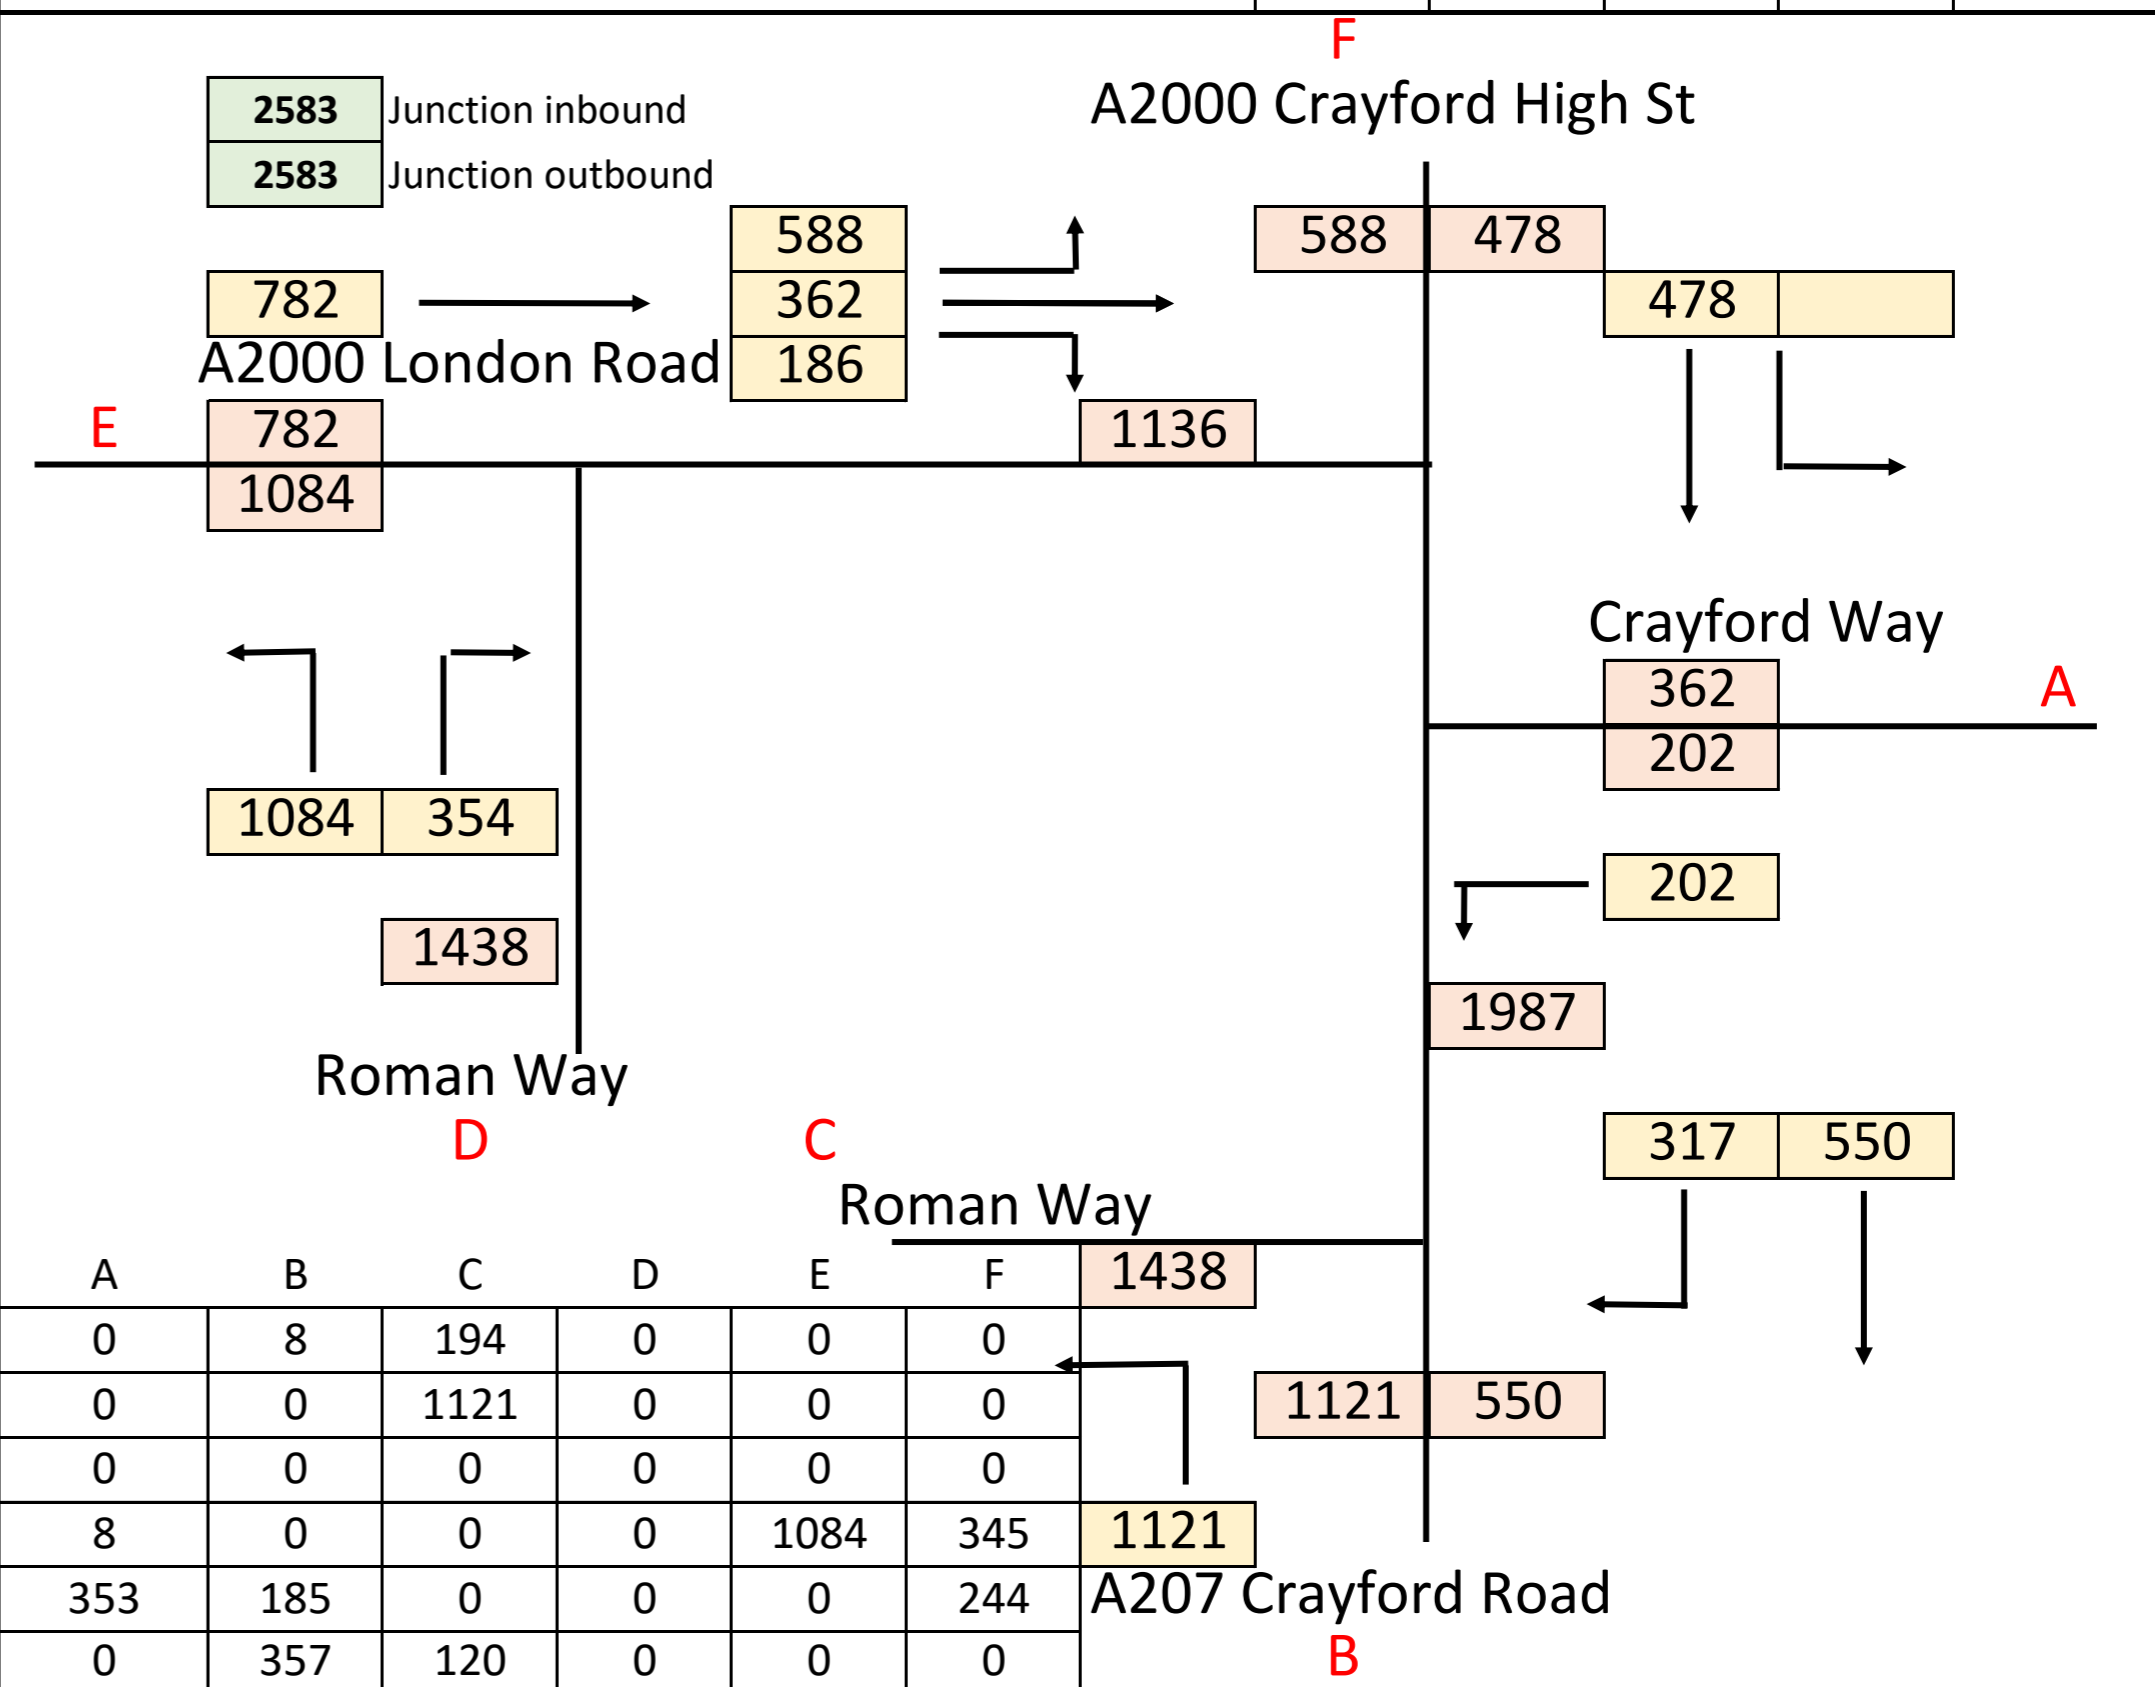 F
A2000 Crayford High St
2583 Junction inbound
2583 Junction outbound
588
588 478
782
362
478
A2000 London Road
186
E
782
1136
1084
Crayford Way
362
A
202
1084 354
202
1438
1987
Roman Way
D
C
317 550
Roman Way
A B C D E F
1438
0 8 194 0 0 0
0 0 1121 0 0 0
1121 550
0 0 0 0 0 0
8 0 0 0 1084 345
1121
353 185 0 0 0 244
A207 Crayford Road
0 357 120 0 0 0
B